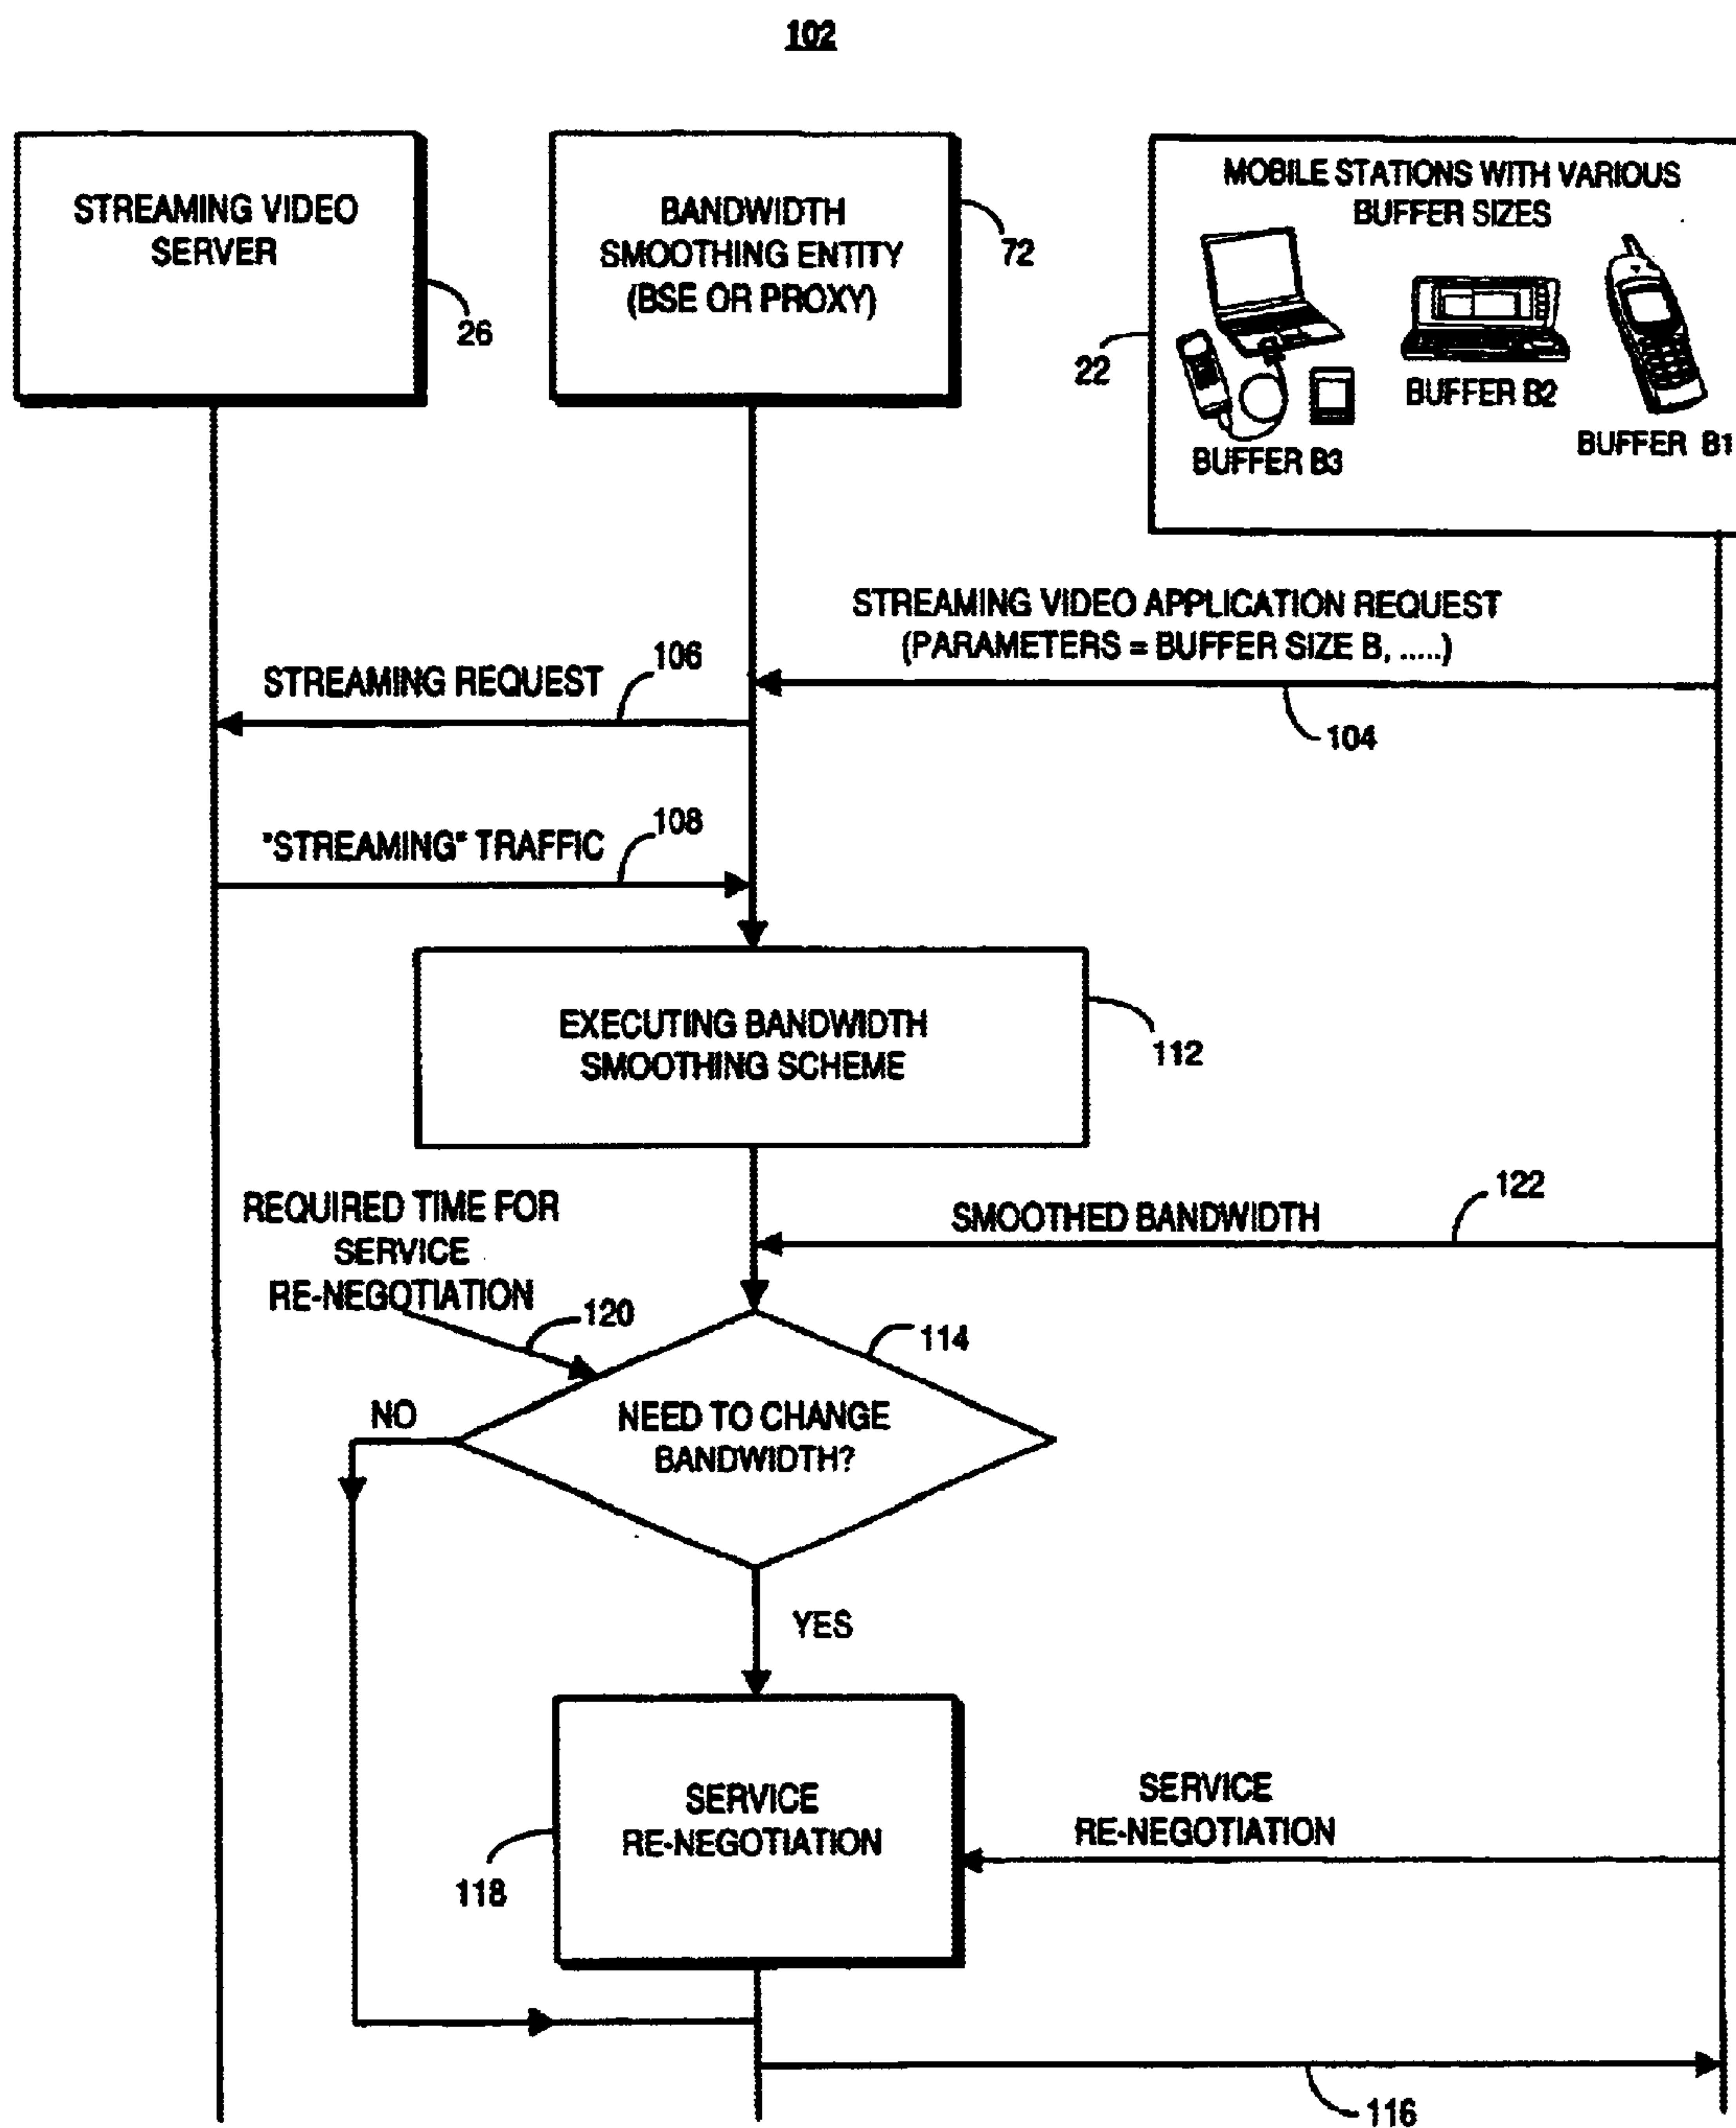 102
STREAMING VIDEO
SERVER
26
BANDWIDTH
SMOOTHING ENTITY
(BSE OR PROXY)
72
MOBILE STATIONS WITH VARIOUS
BUFFER SIZES
22
BUFFER B3
BUFFER B2
BUFFER B1
STREAMING VIDEO APPLICATION REQUEST
(PARAMETERS = BUFFER SIZE B, .....)
104
STREAMING REQUEST
106
"STREAMING" TRAFFIC
108
EXECUTING BANDWIDTH
SMOOTHING SCHEME
112
REQUIRED TIME FOR
SERVICE
RE-NEGOTIATION
120
SMOOTHED BANDWIDTH
122
NEED TO CHANGE
BANDWIDTH?
114
NO
YES
SERVICE
RE-NEGOTIATION
118
SERVICE
RE-NEGOTIATION
116